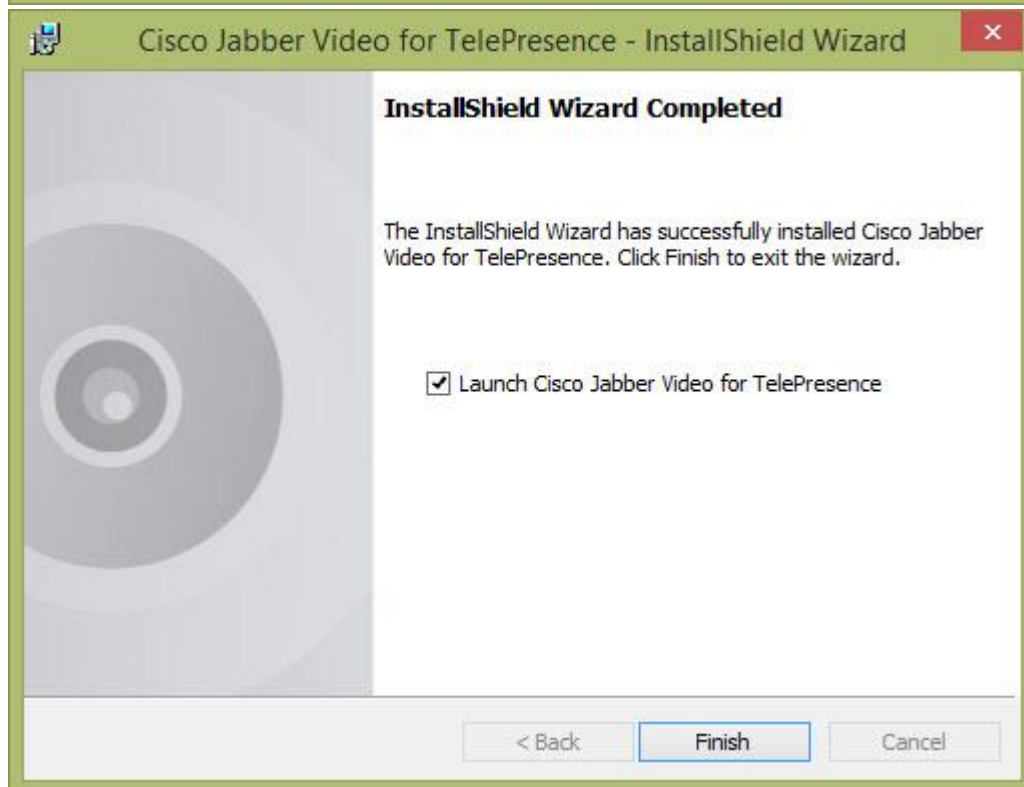 Cisco Jabber Video for TelePresence - InstallShield Wizard
InstallShield Wizard Completed
The InstallShield Wizard has successfully installed Cisco Jabber
Video for TelePresence. Click Finish to exit the wizard.
Launch Cisco Jabber Video for TelePresence
< Back
Finish
Cancel